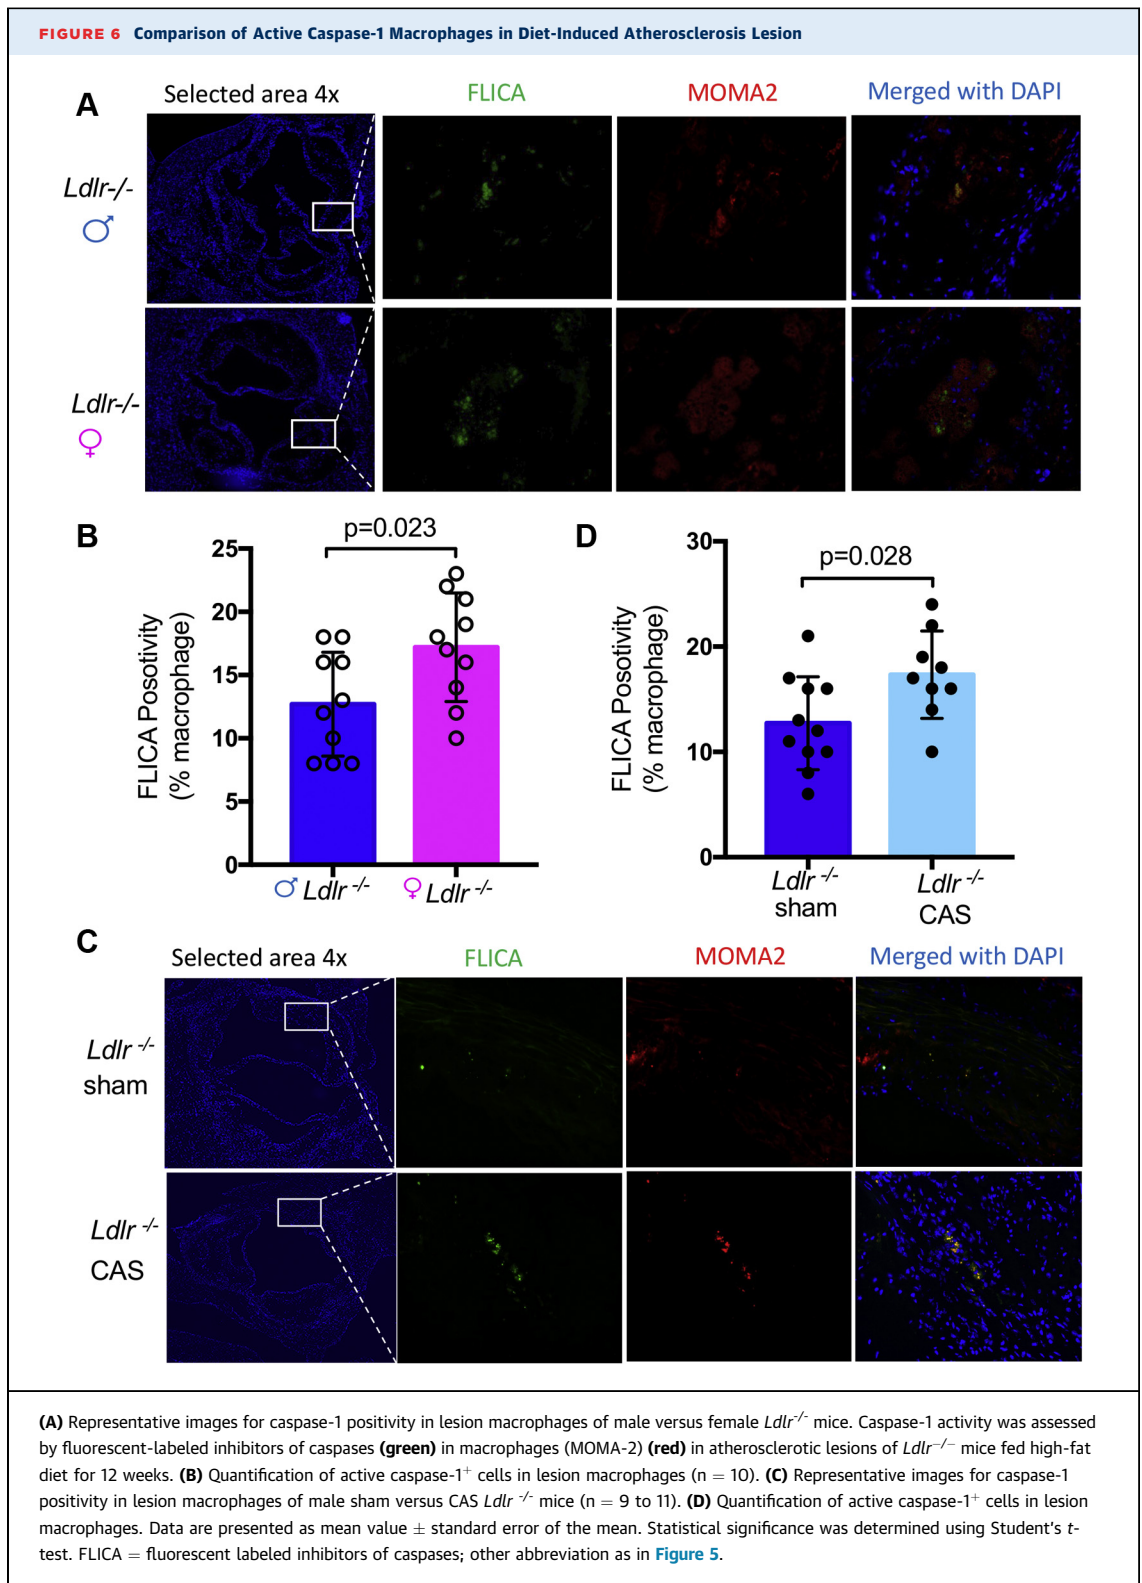 FIGURE 6 Comparison of Active Caspase-1 Macrophages in Diet-Induced Atherosclerosis Lesion
A
Selected area 4x
FLICA
MOMA2
Merged with DAPI
Ldlr-/-
♂
Ldlr-/-
♀
B
p=0.023
FLICA Posotivity
(% macrophage)
25
20
15
10
5
0
♂ Ldlr -/-
♀ Ldlr -/-
D
p=0.028
FLICA Posotivity
(% macrophage)
30
20
10
0
Ldlr -/-
sham
Ldlr -/-
CAS
C
Selected area 4x
FLICA
MOMA2
Merged with DAPI
Ldlr -/-
sham
Ldlr -/-
CAS
(A) Representative images for caspase-1 positivity in lesion macrophages of male versus female Ldlr-/- mice. Caspase-1 activity was assessed
by fluorescent-labeled inhibitors of caspases (green) in macrophages (MOMA-2) (red) in atherosclerotic lesions of Ldlr−/− mice fed high-fat
diet for 12 weeks. (B) Quantification of active caspase-1+ cells in lesion macrophages (n = 10). (C) Representative images for caspase-1
positivity in lesion macrophages of male sham versus CAS Ldlr -/- mice (n = 9 to 11). (D) Quantification of active caspase-1+ cells in lesion
macrophages. Data are presented as mean value ± standard error of the mean. Statistical significance was determined using Student's t-
test. FLICA = fluorescent labeled inhibitors of caspases; other abbreviation as in Figure 5.